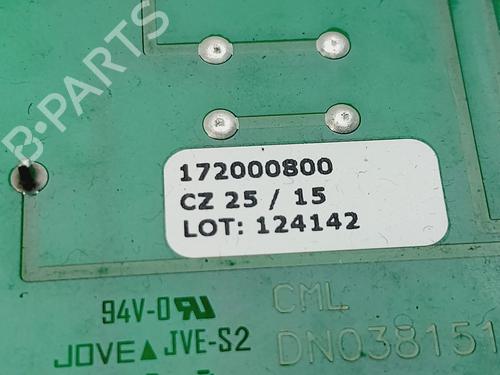 B-PARTS
172000800
CZ 25 / 15
LOT: 124142
94V-0
JOVE JVE-S2
CML
DN038151